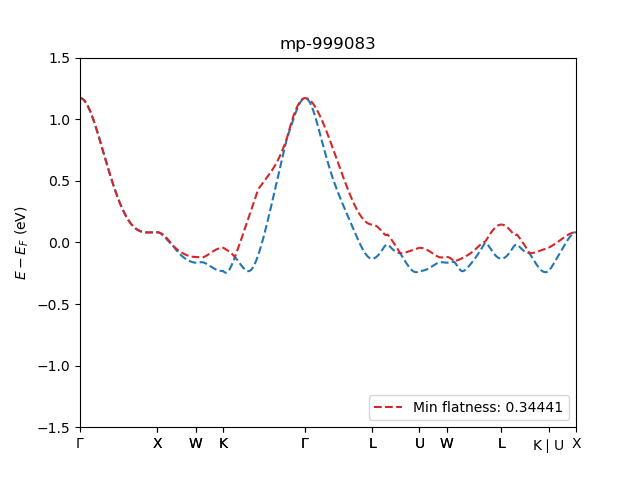 mp-999083
E − E_F (eV)
1.5
1.0
0.5
0.0
−0.5
−1.0
−1.5
Min flatness: 0.34441
Γ X W K Γ L U W L K | U X